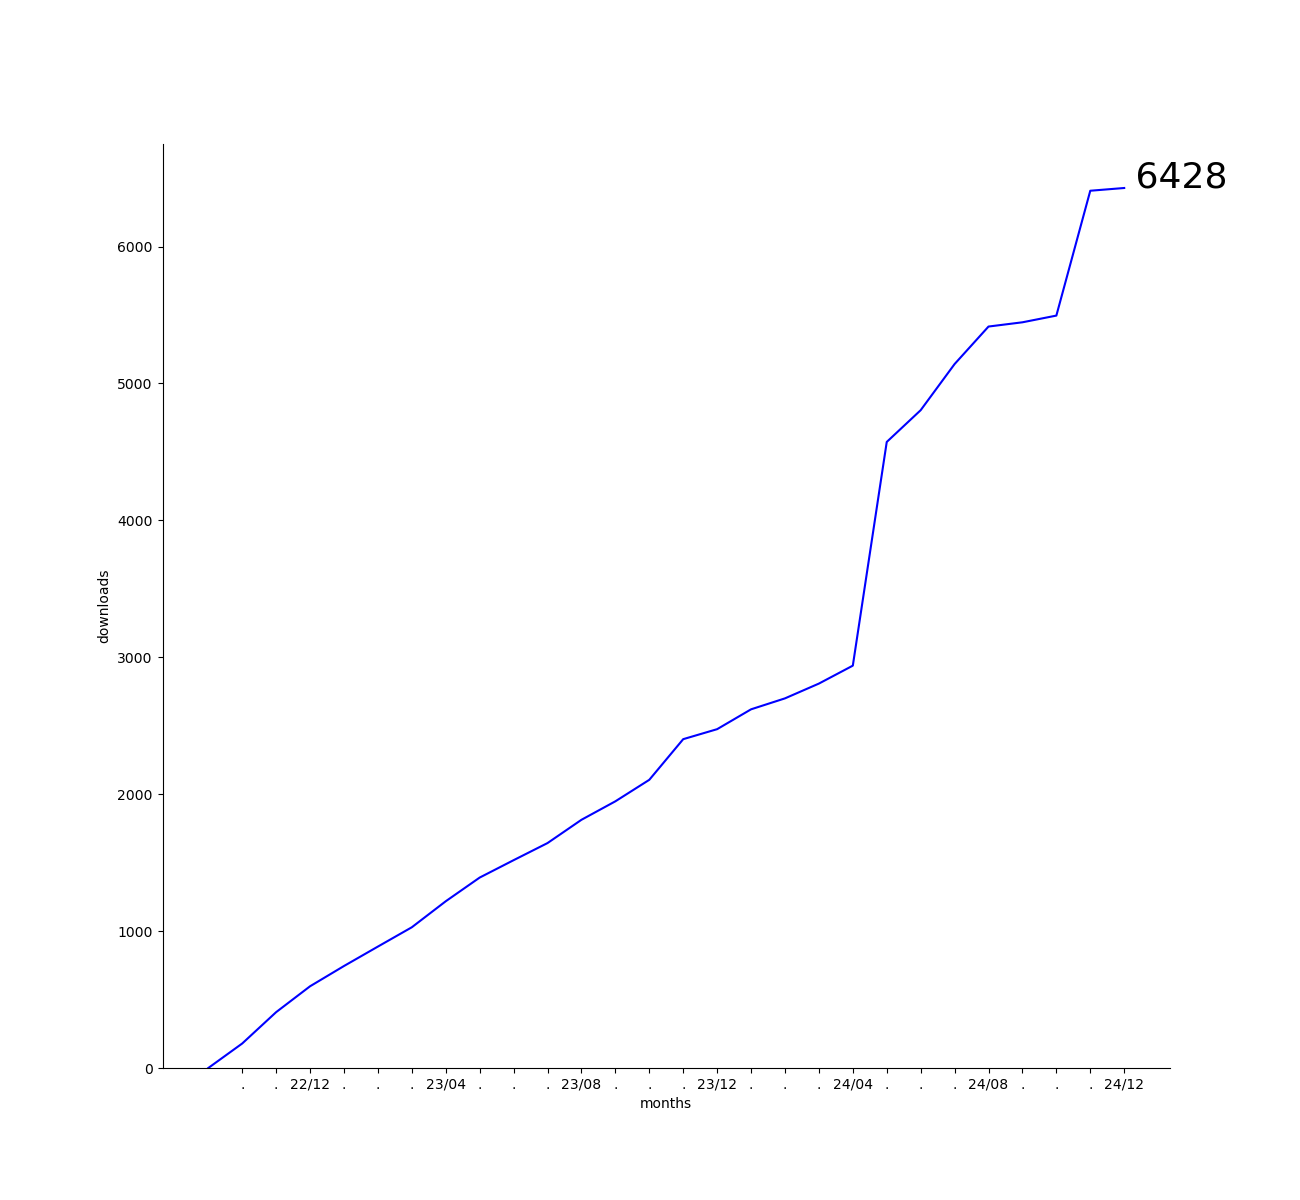 6428
6000
5000
4000
3000
2000
1000
0
downloads
. . 22/12 . . . 23/04 . . . 23/08 . . . 23/12 . . . 24/04 . . . 24/08 . . . 24/12
months